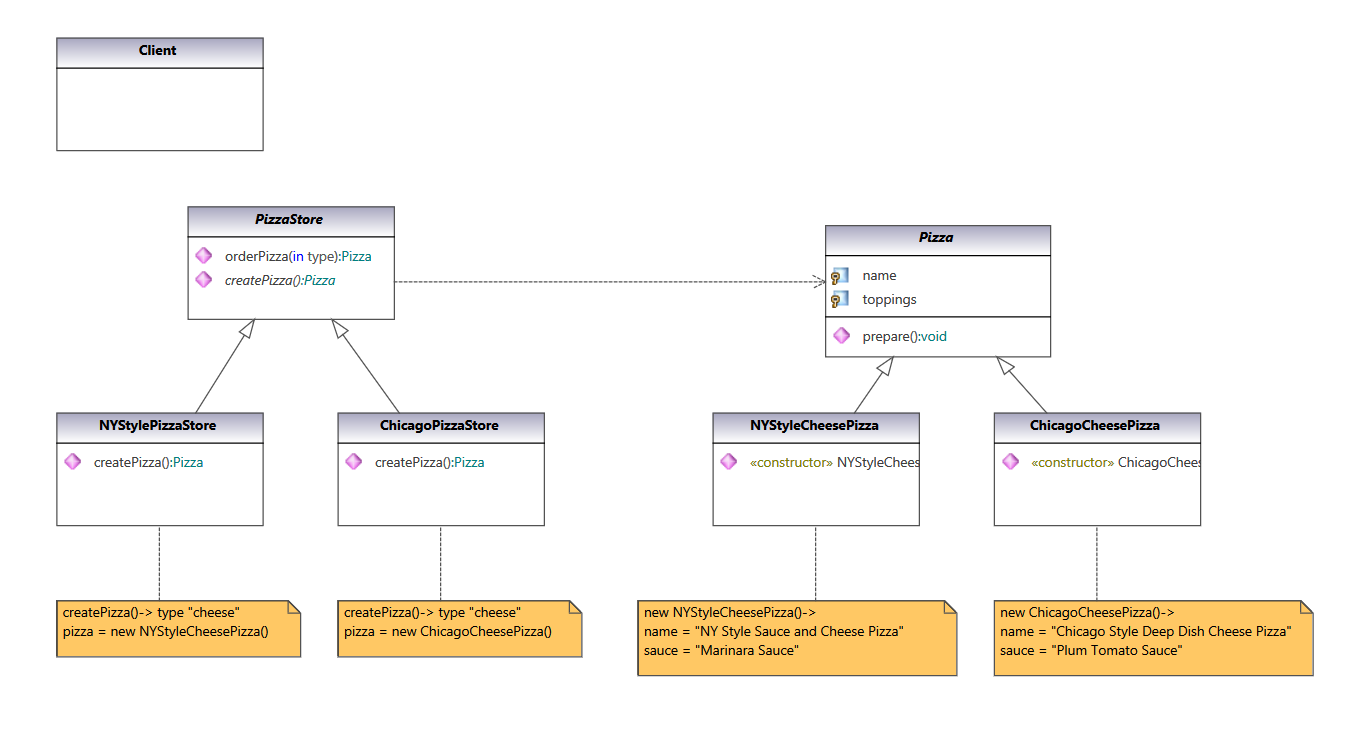 Client
PizzaStore
orderPizza(in type):Pizza
createPizza():Pizza
Pizza
name
toppings
prepare():void
NYStylePizzaStore
createPizza():Pizza
ChicagoPizzaStore
createPizza():Pizza
NYStyleCheesePizza
«constructor» NYStyleChees
ChicagoCheesePizza
«constructor» ChicagoChees
createPizza()-> type "cheese"
pizza = new NYStyleCheesePizza()
createPizza()-> type "cheese"
pizza = new ChicagoCheesePizza()
new NYStyleCheesePizza()->
name = "NY Style Sauce and Cheese Pizza"
sauce = "Marinara Sauce"
new ChicagoCheesePizza()->
name = "Chicago Style Deep Dish Cheese Pizza"
sauce = "Plum Tomato Sauce"